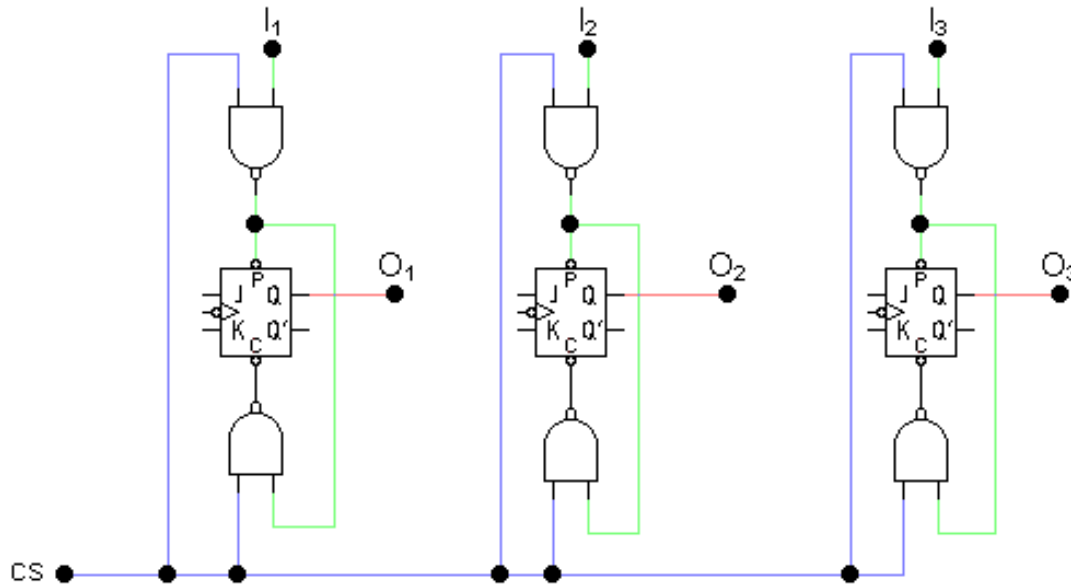 I₁ I₂ I₃
P P P
J Q O₁ J Q O₂ J Q O₃
K Q' K Q' K Q'
C C C
CS